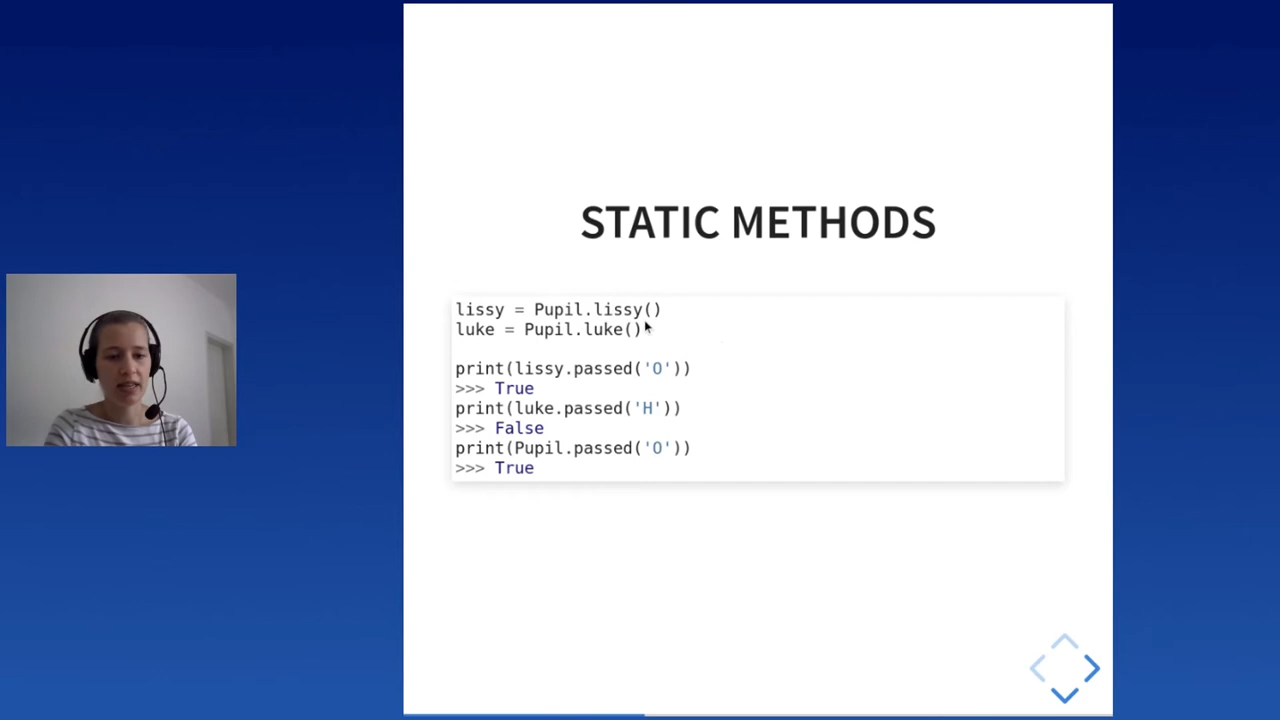 STATIC METHODS
lissy = Pupil.lissy()
luke = Pupil.luke()
print(lissy.passed('O'))
>>> True
print(luke.passed('H'))
>>> False
print(Pupil.passed('O'))
>>> True